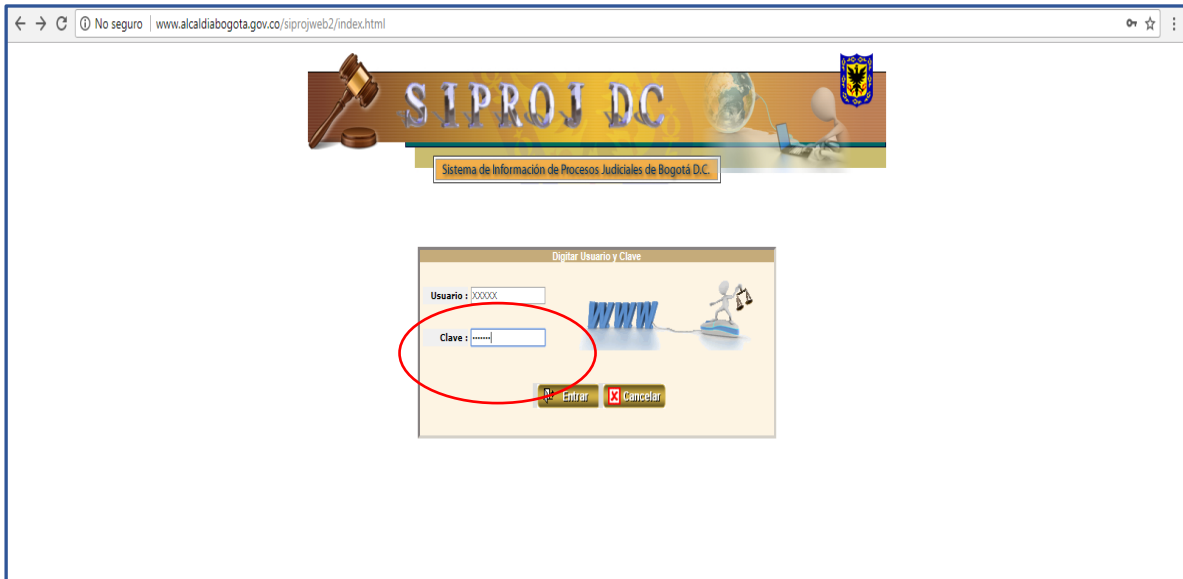 No seguro | www.alcaldiabogota.gov.co/siprojweb2/index.html
SIPROJ DC
Sistema de Información de Procesos Judiciales de Bogotá D.C.
Digitar Usuario y Clave
Usuario : XXXXX
WWW
Clave : •••••••
Entrar X Cancelar